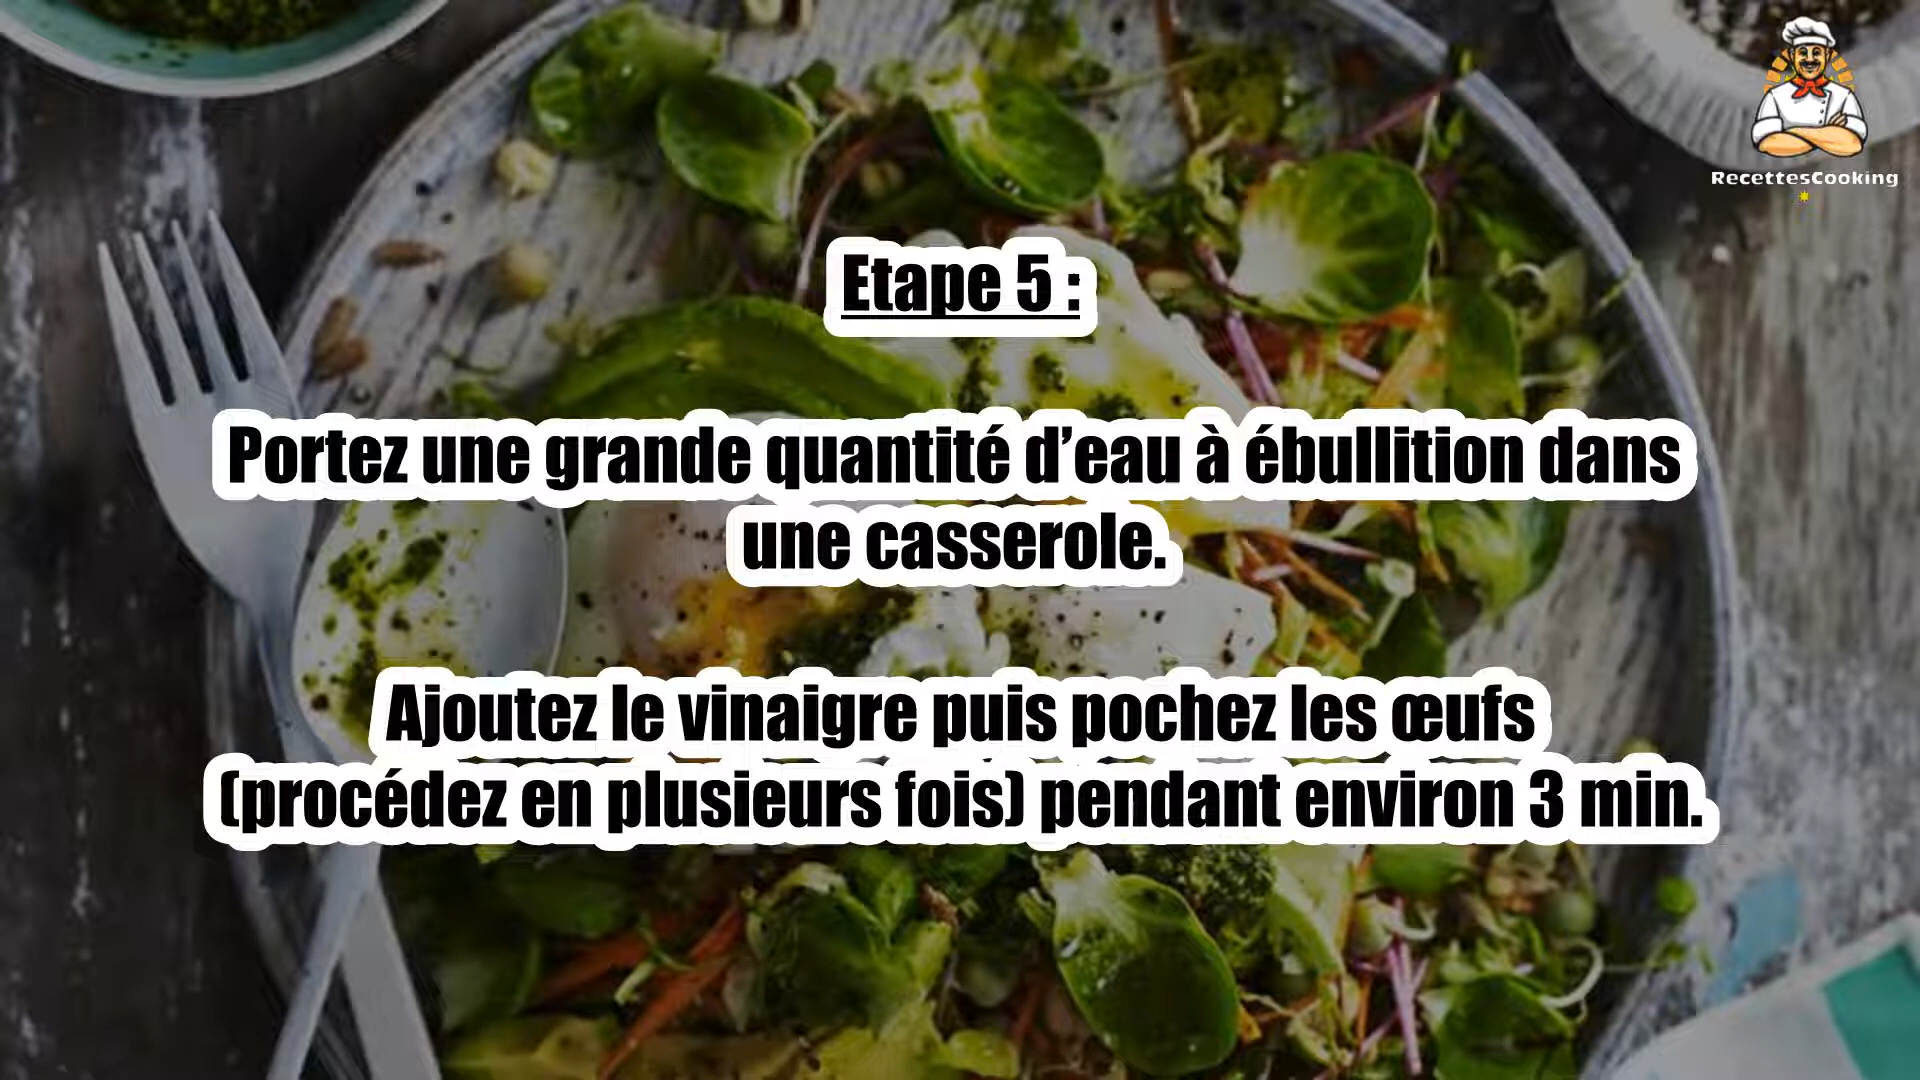 RecettesCooking
Etape 5 :
Portez une grande quantité d’eau à ébullition dans
une casserole.
Ajoutez le vinaigre puis pochez les œufs
(procédez en plusieurs fois) pendant environ 3 min.